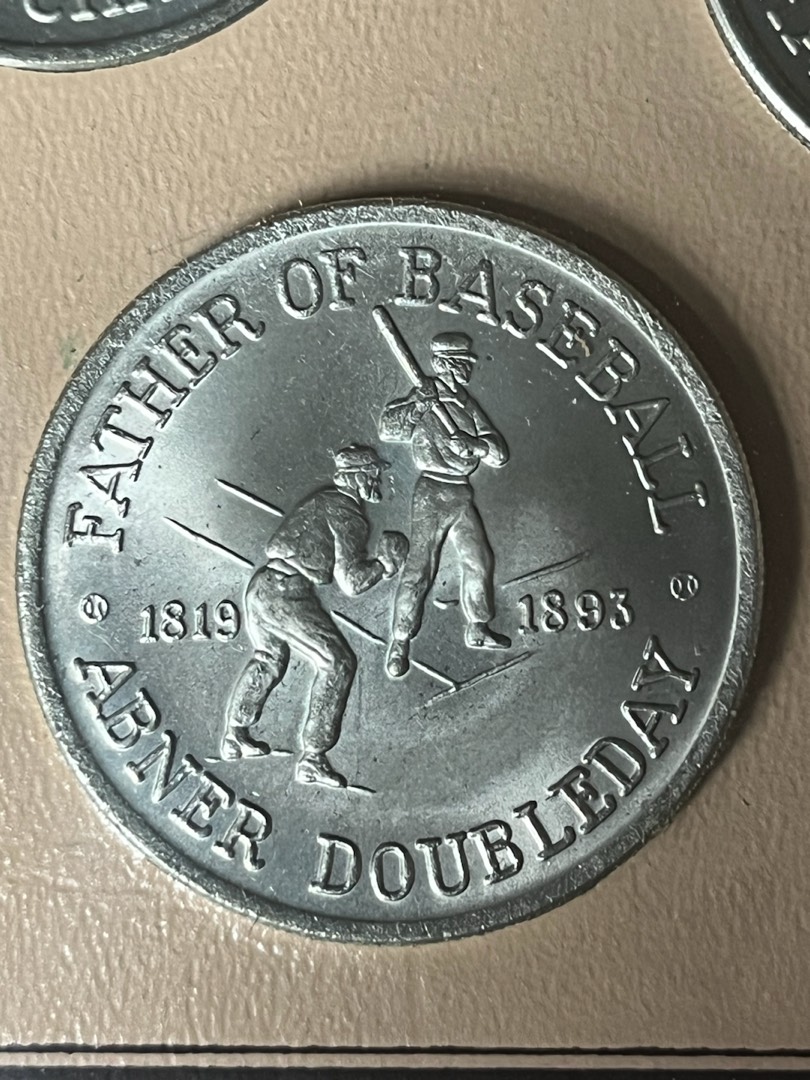 FATHER OF BASEBALL
1819 1893
ABNER DOUBLEDAY